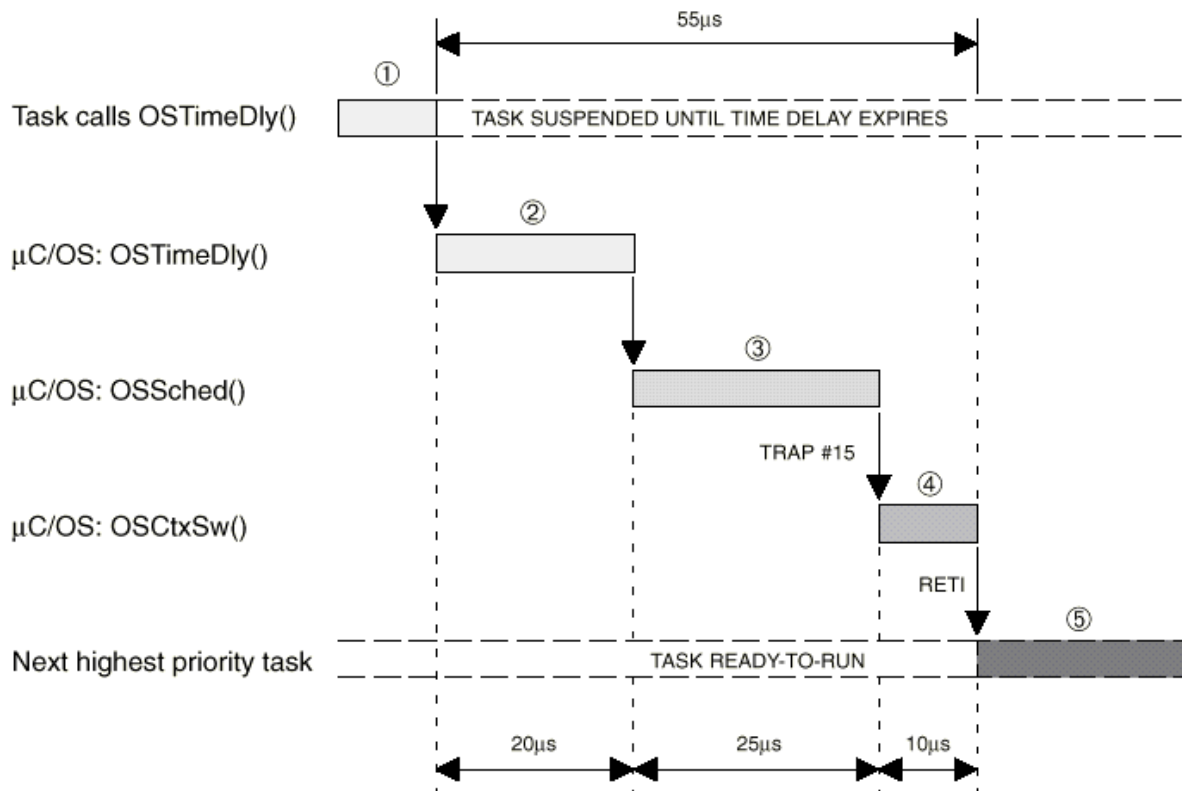 55μs
①
Task calls OSTimeDly()
TASK SUSPENDED UNTIL TIME DELAY EXPIRES
②
μC/OS: OSTimeDly()
③
μC/OS: OSSched()
TRAP #15
④
μC/OS: OSCtxSw()
RETI
⑤
Next highest priority task
TASK READY-TO-RUN
20μs
25μs
10μs